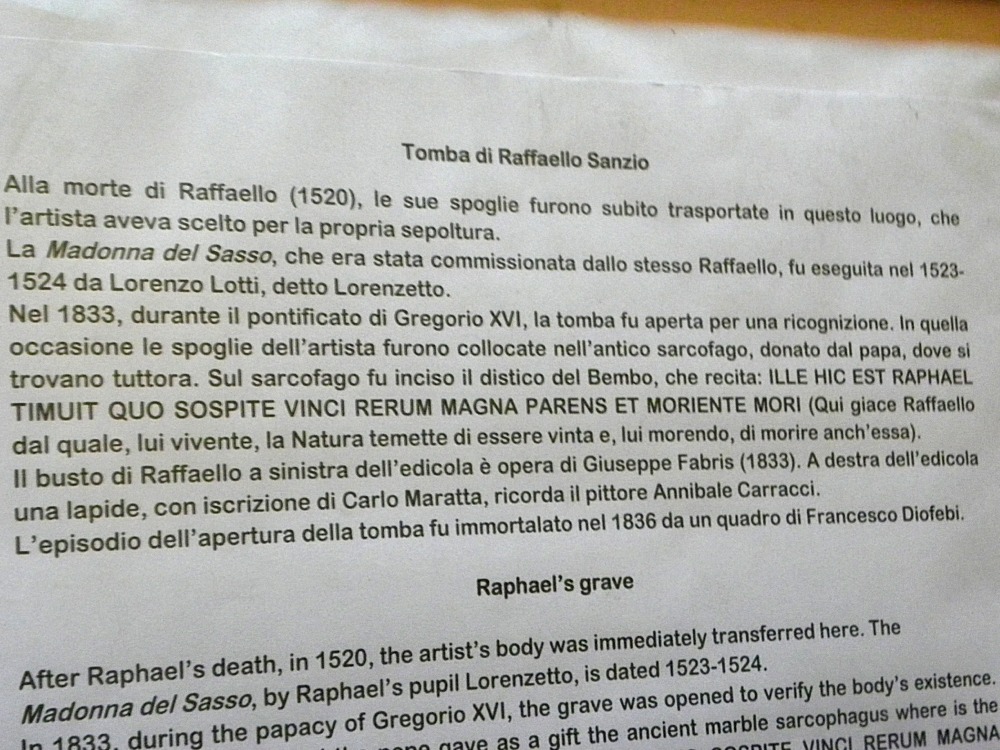 Tomba di Raffaello Sanzio
Alla morte di Raffaello (1520), le sue spoglie furono subito trasportate in questo luogo, che
l'artista aveva scelto per la propria sepoltura.
La Madonna del Sasso, che era stata commissionata dallo stesso Raffaello, fu eseguita nel 1523-
1524 da Lorenzo Lotti, detto Lorenzetto.
Nel 1833, durante il pontificato di Gregorio XVI, la tomba fu aperta per una ricognizione. In quella
occasione le spoglie dell'artista furono collocate nell'antico sarcofago, donato dal papa, dove si
trovano tuttora. Sul sarcofago fu inciso il distico del Bembo, che recita: ILLE HIC EST RAPHAEL
TIMUIT QUO SOSPITE VINCI RERUM MAGNA PARENS ET MORIENTE MORI (Qui giace Raffaello
dal quale, lui vivente, la Natura temette di essere vinta e, lui morendo, di morire anch'essa).
Il busto di Raffaello a sinistra dell'edicola è opera di Giuseppe Fabris (1833). A destra dell'edicola
una lapide, con iscrizione di Carlo Maratta, ricorda il pittore Annibale Carracci.
L'episodio dell'apertura della tomba fu immortalato nel 1836 da un quadro di Francesco Diofebi.
Raphael's grave
After Raphael's death, in 1520, the artist's body was immediately transferred here. The
Madonna del Sasso, by Raphael's pupil Lorenzetto, is dated 1523-1524.
In 1833, during the papacy of Gregorio XVI, the grave was opened to verify the body's existence.
gave as a gift the ancient marble sarcophagus where is the
SOSPITE VINCI RERUM MAGNA